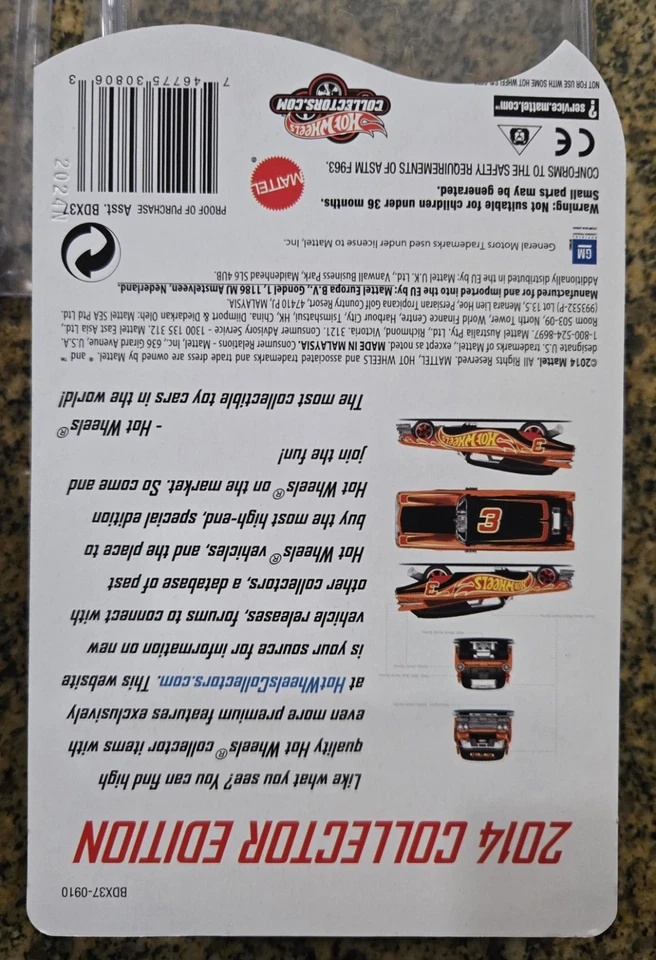 BDX37-0910
2014 COLLECTOR EDITION
Like what you see? You can find high
quality Hot Wheels® collector items with
even more premium features exclusively
at HotWheelsCollectors.com. This website
is your source for information on new
vehicle releases, forums to connect with
other collectors, a database of past
Hot Wheels® vehicles, and the place to
buy the most high-end, special edition
Hot Wheels® on the market. So come and
join the fun!
- Hot Wheels®
The most collectible toy cars in the world!
3
HOT WHEELS
3
3
HOT WHEELS
©2014 Mattel. All Rights Reserved. MATTEL, HOT WHEELS and associated trademarks and trade dress are owned by Mattel. ® and ™
designate U.S. trademarks of Mattel, except as noted. MADE IN MALAYSIA. Consumer Relations - Mattel, Inc., 636 Girard Avenue, U.S.A.
1-800-524-8697. Mattel Australia Pty. Ltd., Richmond, Victoria. 3121. Consumer Advisory Service - 1300 135 312. Mattel East Asia Ltd.,
Room 503-09, North Tower, World Finance Centre, Harbour City, Tsimshatsui, HK, China. Diimport & Diedarkan Oleh: Mattel SEA Ptd Ltd.
(993532-P) Lot 13.5, Menara Lien Hoe, Persiaran Tropicana Golf Country Resort, 47410 PJ, MALAYSIA.
Manufactured for and imported into the EU by: Mattel Europa B.V., Gondel 1, 1186 MJ Amstelveen, Nederland.
Additionally distributed in the EU by: Mattel U.K. Ltd., Vanwall Business Park, Maidenhead SL6 4UB.
GM
General Motors Trademarks used under license to Mattel, Inc.
Warning: Not suitable for children under 36 months.
Small parts may be generated.
CONFORMS TO THE SAFETY REQUIREMENTS OF ASTM F963.
CE
? service.mattel.com
NOT FOR USE WITH SOME HOT WHEELS
MATTEL®
HOT WHEELS
COLLECTORS.COM
PROOF OF PURCHASE Asst. BDX37
2024N
7 46775 30806 3